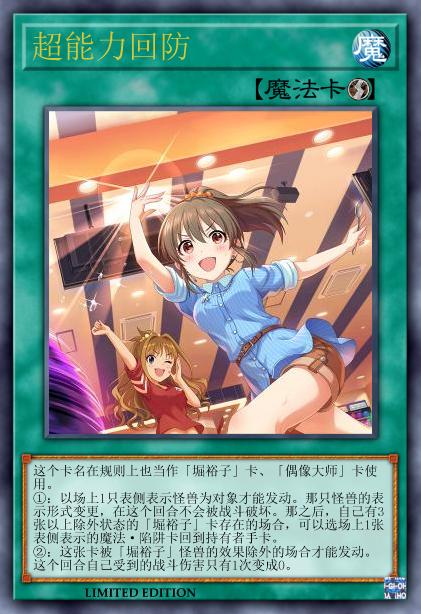 超能力回防
魔
【魔法卡】
这个卡名在规则上也当作「堀裕子」卡、「偶像大师」卡使
用。
①：以场上1只表侧表示怪兽为对象才能发动。那只怪兽的表
示形式变更，在这个回合不会被战斗破坏。那之后，自己有3
张以上除外状态的「堀裕子」卡存在的场合，可以选场上1张
表侧表示的魔法·陷阱卡回到持有者手卡。
②：这张卡被「堀裕子」怪兽的效果除外的场合才能发动。
这个回合自己受到的战斗伤害只有1次变成0。
LIMITED EDITION